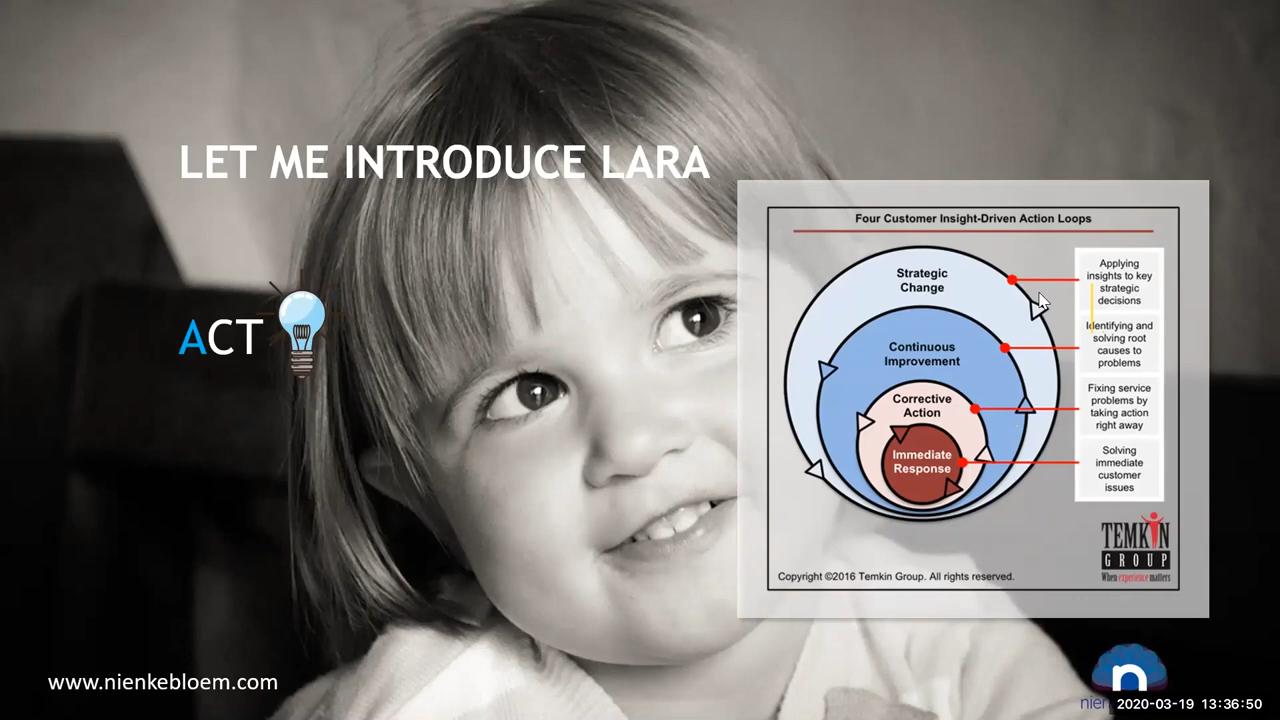 LET ME INTRODUCE LARA
ACT
Four Customer Insight-Driven Action Loops
Strategic
Change
Continuous
Improvement
Corrective
Action
Immediate
Response
Applying
insights to key
strategic
decisions
Identifying and
solving root
causes to
problems
Fixing service
problems by
taking action
right away
Solving
immediate
customer
issues
TEMKIN
GROUP
When experience matters
Copyright ©2016 Temkin Group. All rights reserved.
www.nienkebloem.com
n
2020-03-19 13:36:50